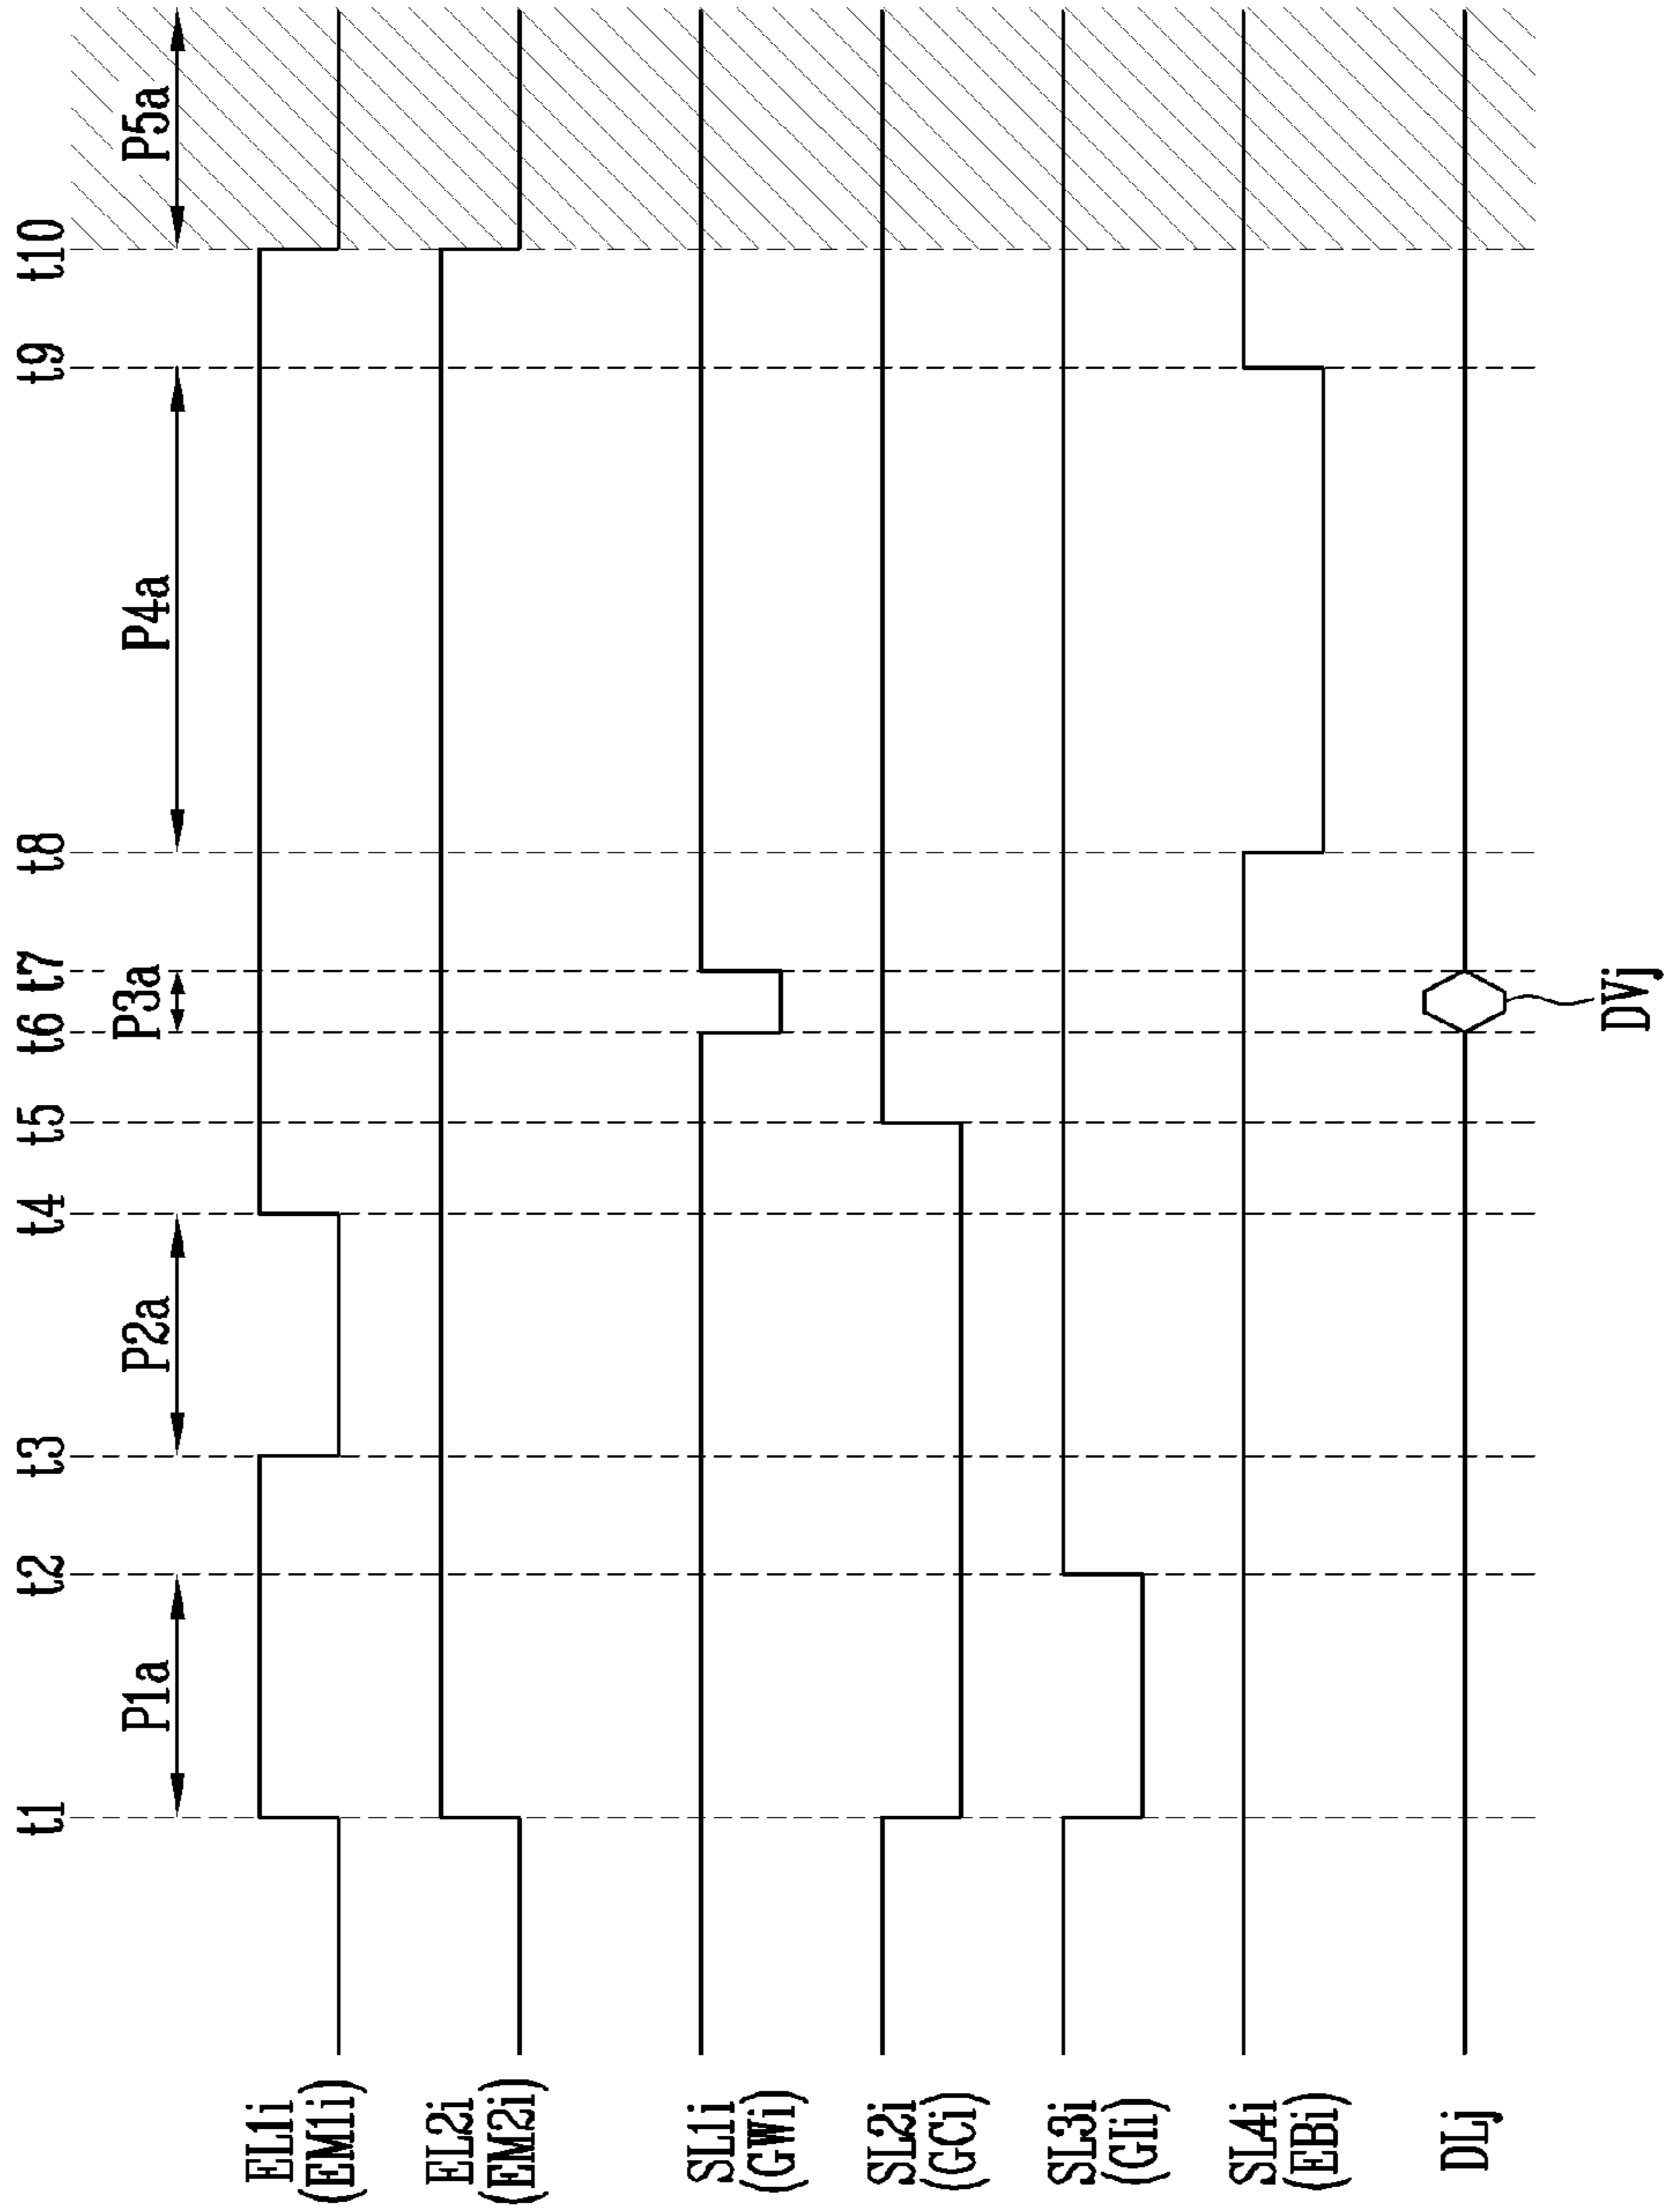 t1 t2 t3 t4 t5 t6 t7 t8 t9 t10
P1a P2a P3a P4a P5a
EL1i
(EM1i)
EL2i
(EM2i)
SL1i
(GWi)
SL2i
(GCi)
SL3i
(GIi)
SL4i
(EBi)
DLj
DVj